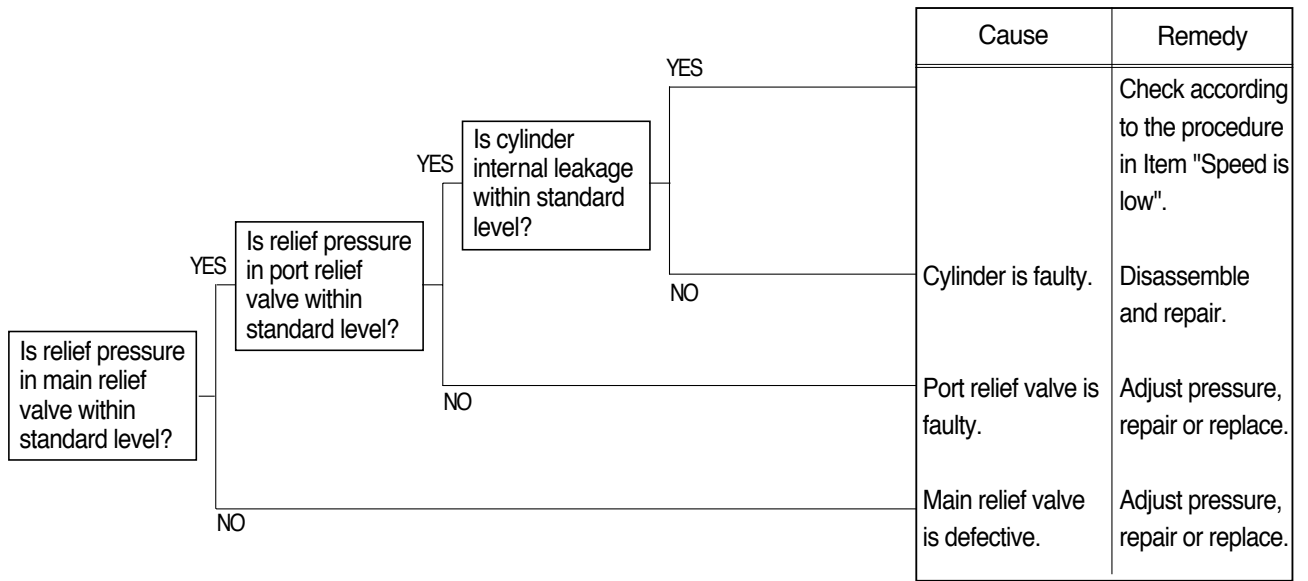 Cause
Remedy
YES
Check according
to the procedure
in Item "Speed is
low".
Is cylinder
internal leakage
within standard
level?
YES
NO
Cylinder is faulty.
Disassemble
and repair.
Is relief pressure
in port relief
valve within
standard level?
YES
NO
Port relief valve is
faulty.
Adjust pressure,
repair or replace.
Is relief pressure
in main relief
valve within
standard level?
NO
Main relief valve
is defective.
Adjust pressure,
repair or replace.